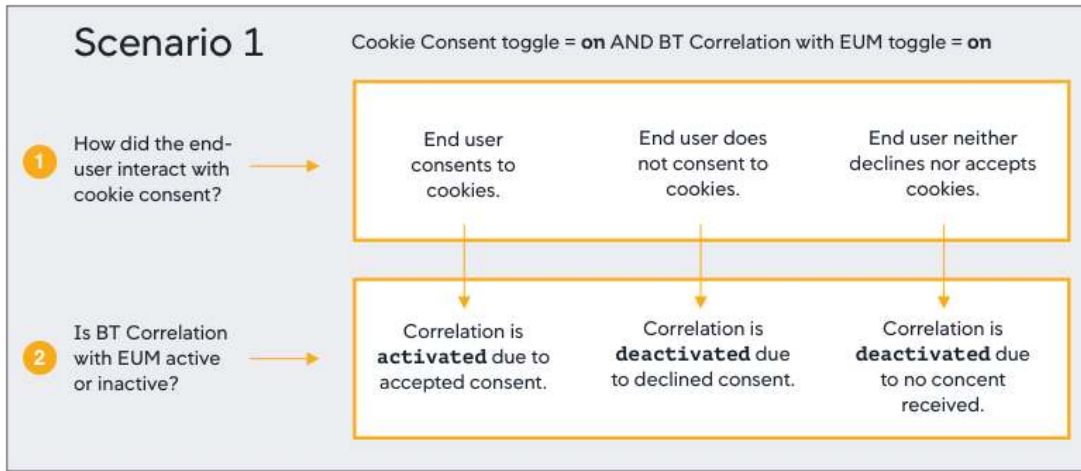 Scenario 1
Cookie Consent toggle = on AND BT Correlation with EUM toggle = on
1
How did the end-
user interact with
cookie consent?
End user
consents to
cookies.
End user does
not consent to
cookies.
End user neither
declines nor accepts
cookies.
2
Is BT Correlation
with EUM active
or inactive?
Correlation is
activated due to
accepted consent.
Correlation is
deactivated due
to declined consent.
Correlation is
deactivated due
to no concent
received.